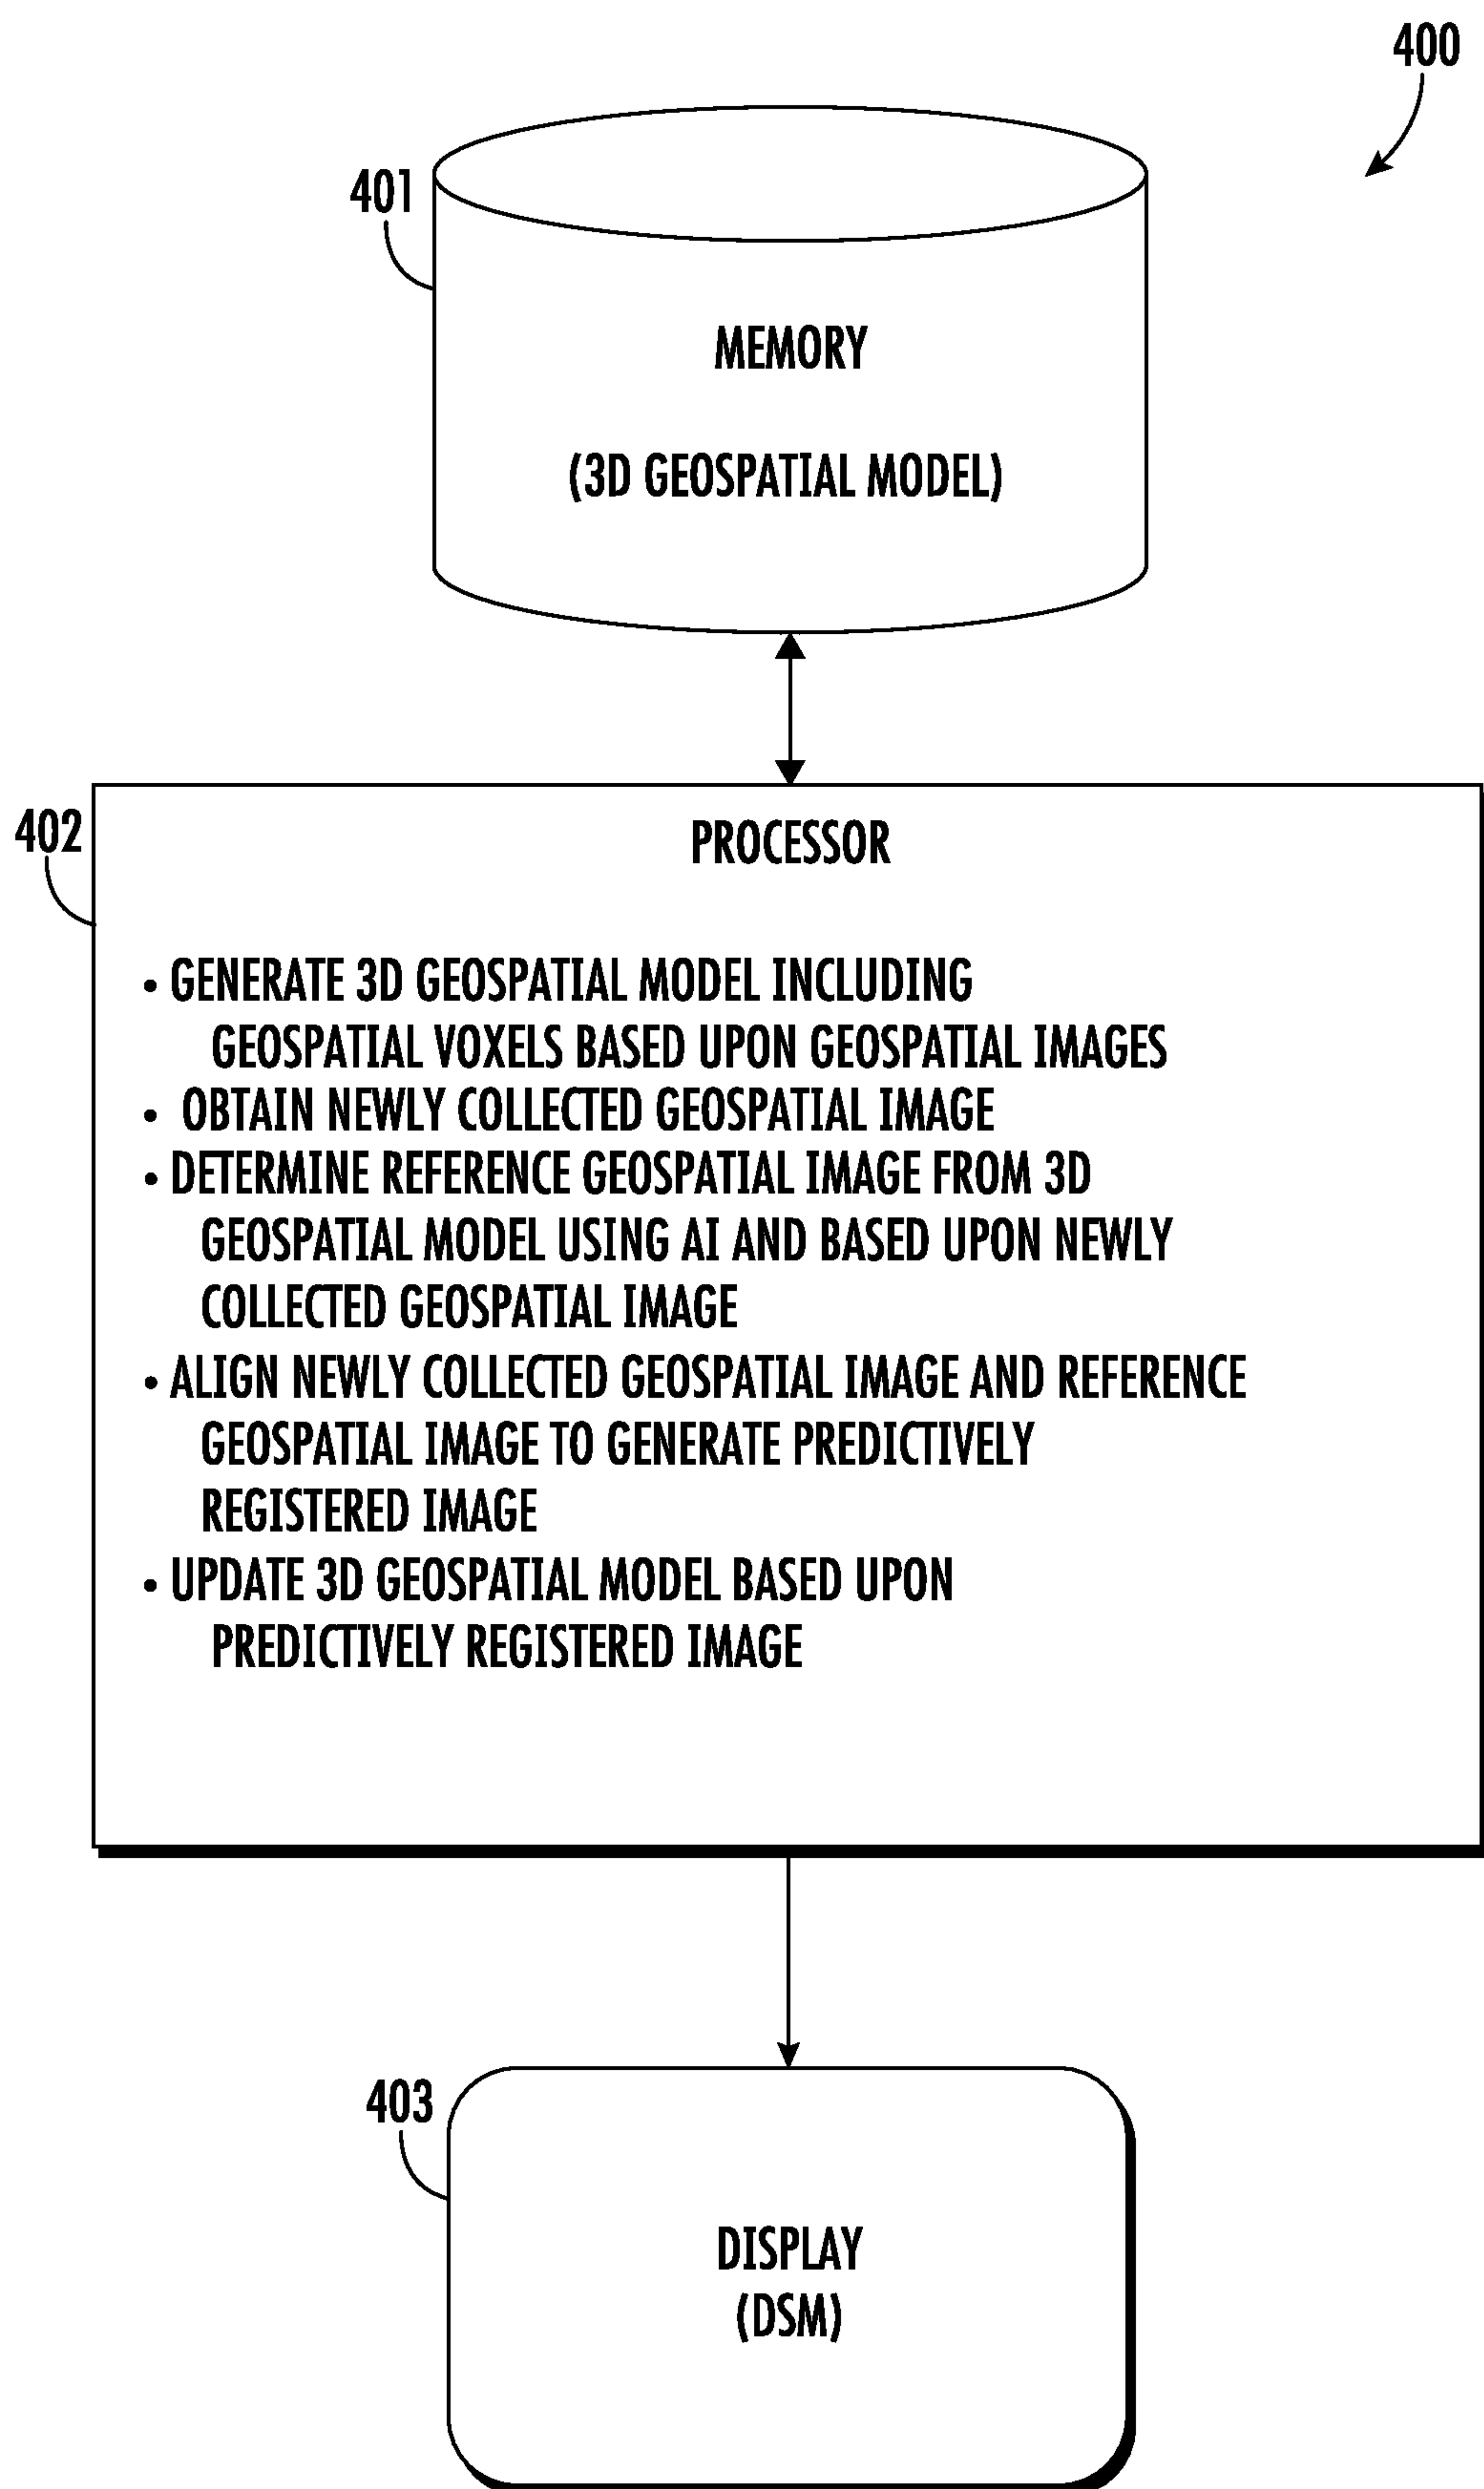 400
401
MEMORY
(3D GEOSPATIAL MODEL)
402
PROCESSOR
• GENERATE 3D GEOSPATIAL MODEL INCLUDING
GEOSPATIAL VOXELS BASED UPON GEOSPATIAL IMAGES
• OBTAIN NEWLY COLLECTED GEOSPATIAL IMAGE
• DETERMINE REFERENCE GEOSPATIAL IMAGE FROM 3D
GEOSPATIAL MODEL USING AI AND BASED UPON NEWLY
COLLECTED GEOSPATIAL IMAGE
• ALIGN NEWLY COLLECTED GEOSPATIAL IMAGE AND REFERENCE
GEOSPATIAL IMAGE TO GENERATE PREDICTIVELY
REGISTERED IMAGE
• UPDATE 3D GEOSPATIAL MODEL BASED UPON
PREDICTIVELY REGISTERED IMAGE
403
DISPLAY
(DSM)